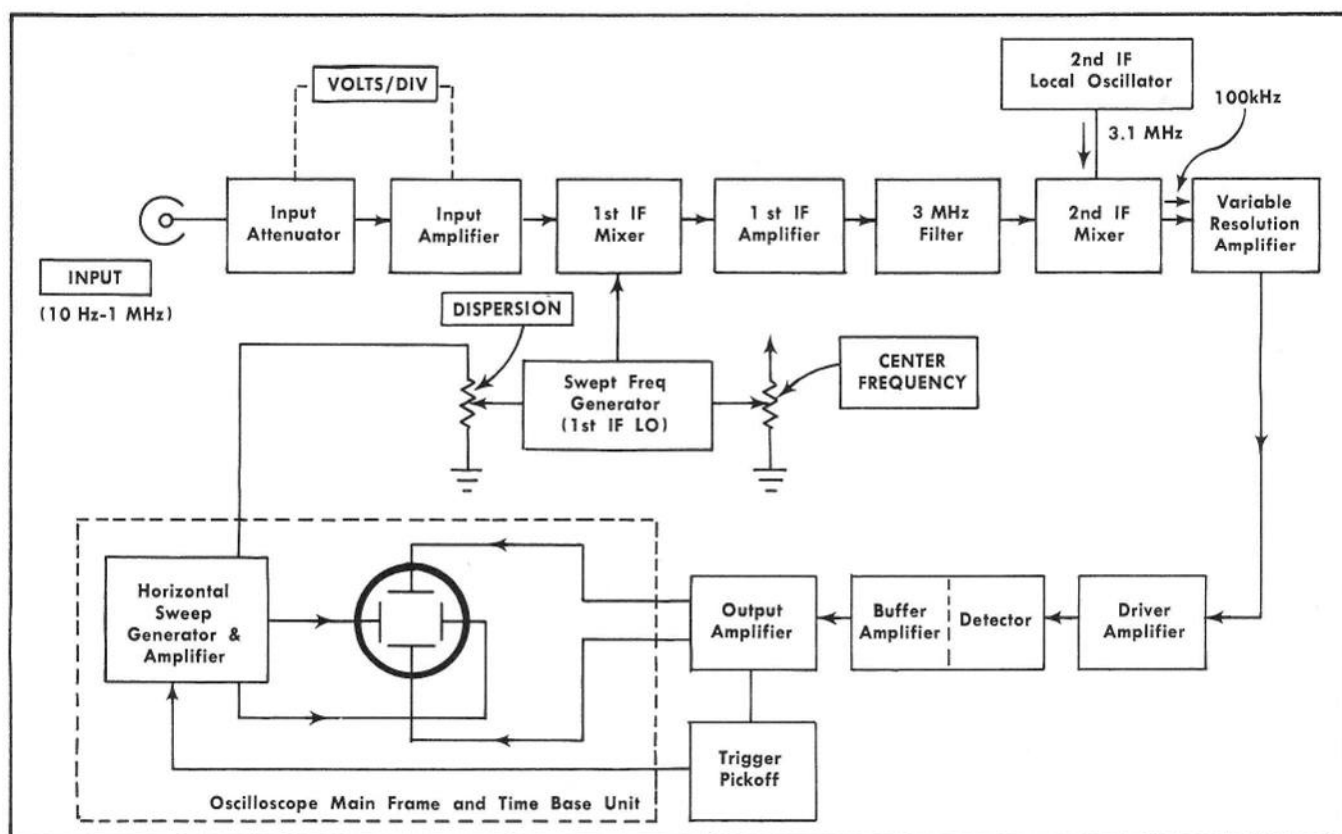 2nd IF
Local Oscillator
VOLTS/DIV
100kHz
3.1 MHz
Input
Attenuator
Input
Amplifier
1st IF
Mixer
1 st IF
Amplifier
3 MHz
Filter
2nd IF
Mixer
Variable
Resolution
Amplifier
INPUT
(10 Hz-1 MHz)
DISPERSION
Swept Freq
Generator
(1st IF LO)
CENTER
FREQUENCY
Horizontal
Sweep
Generator &
Amplifier
Output
Amplifier
Buffer
Amplifier
Detector
Driver
Amplifier
Trigger
Pickoff
Oscilloscope Main Frame and Time Base Unit